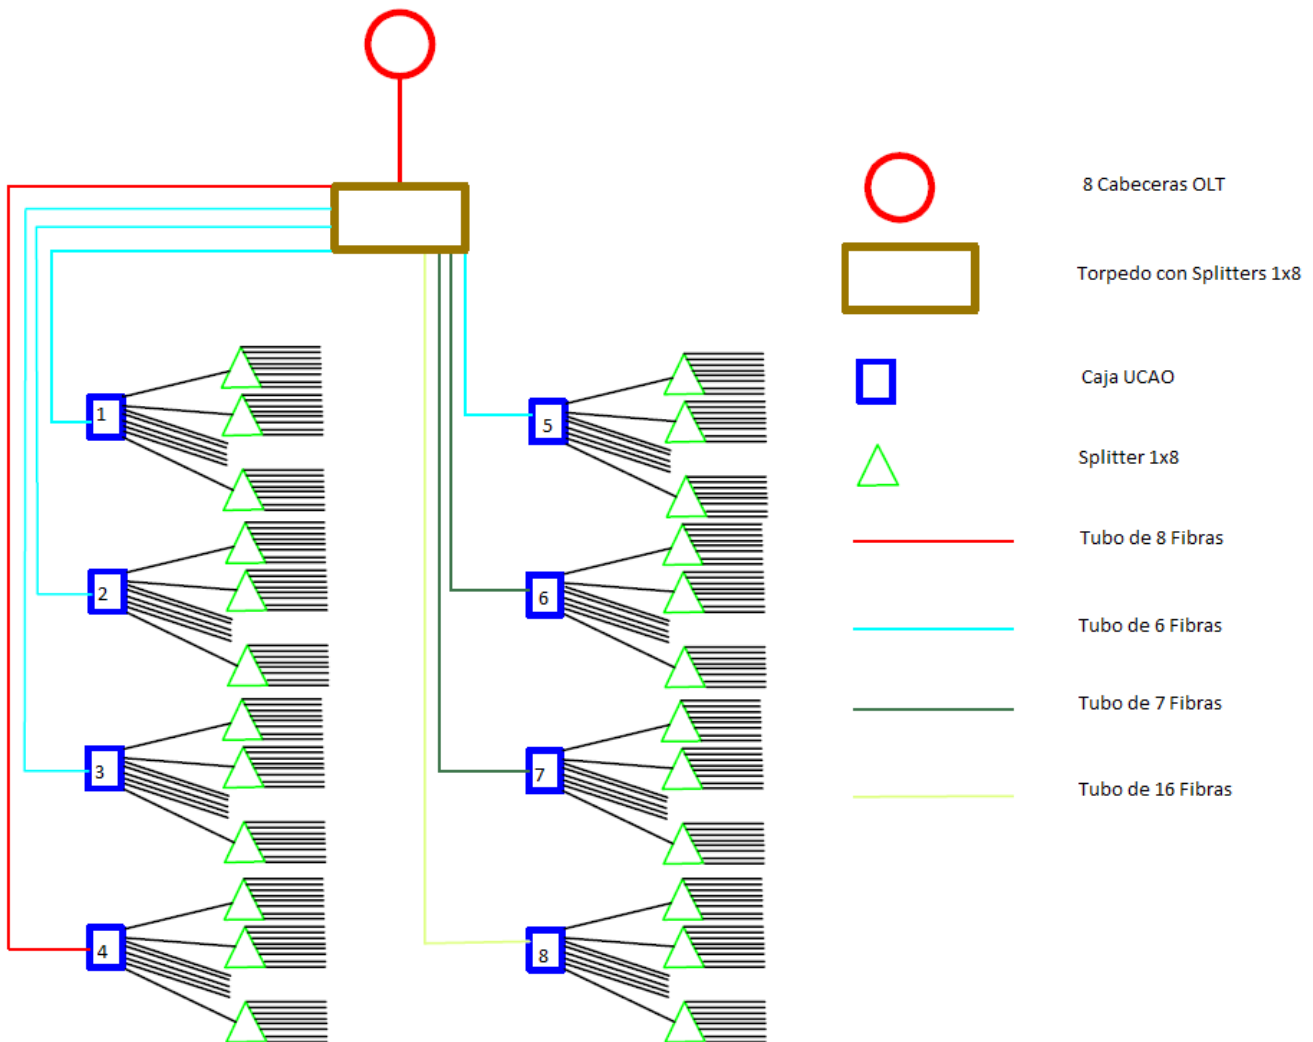 8 Cabeceras OLT
Torpedo con Splitters 1x8
Caja UCAO
Splitter 1x8
Tubo de 8 Fibras
Tubo de 6 Fibras
Tubo de 7 Fibras
Tubo de 16 Fibras
1
2
3
4
5
6
7
8